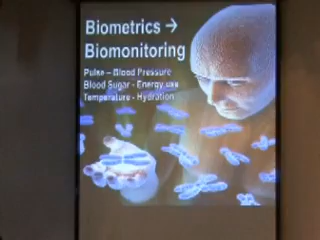 Biometrics →
Biomonitoring
Pulse – Blood Pressure
Blood Sugar - Energy use
Temperature - Hydration